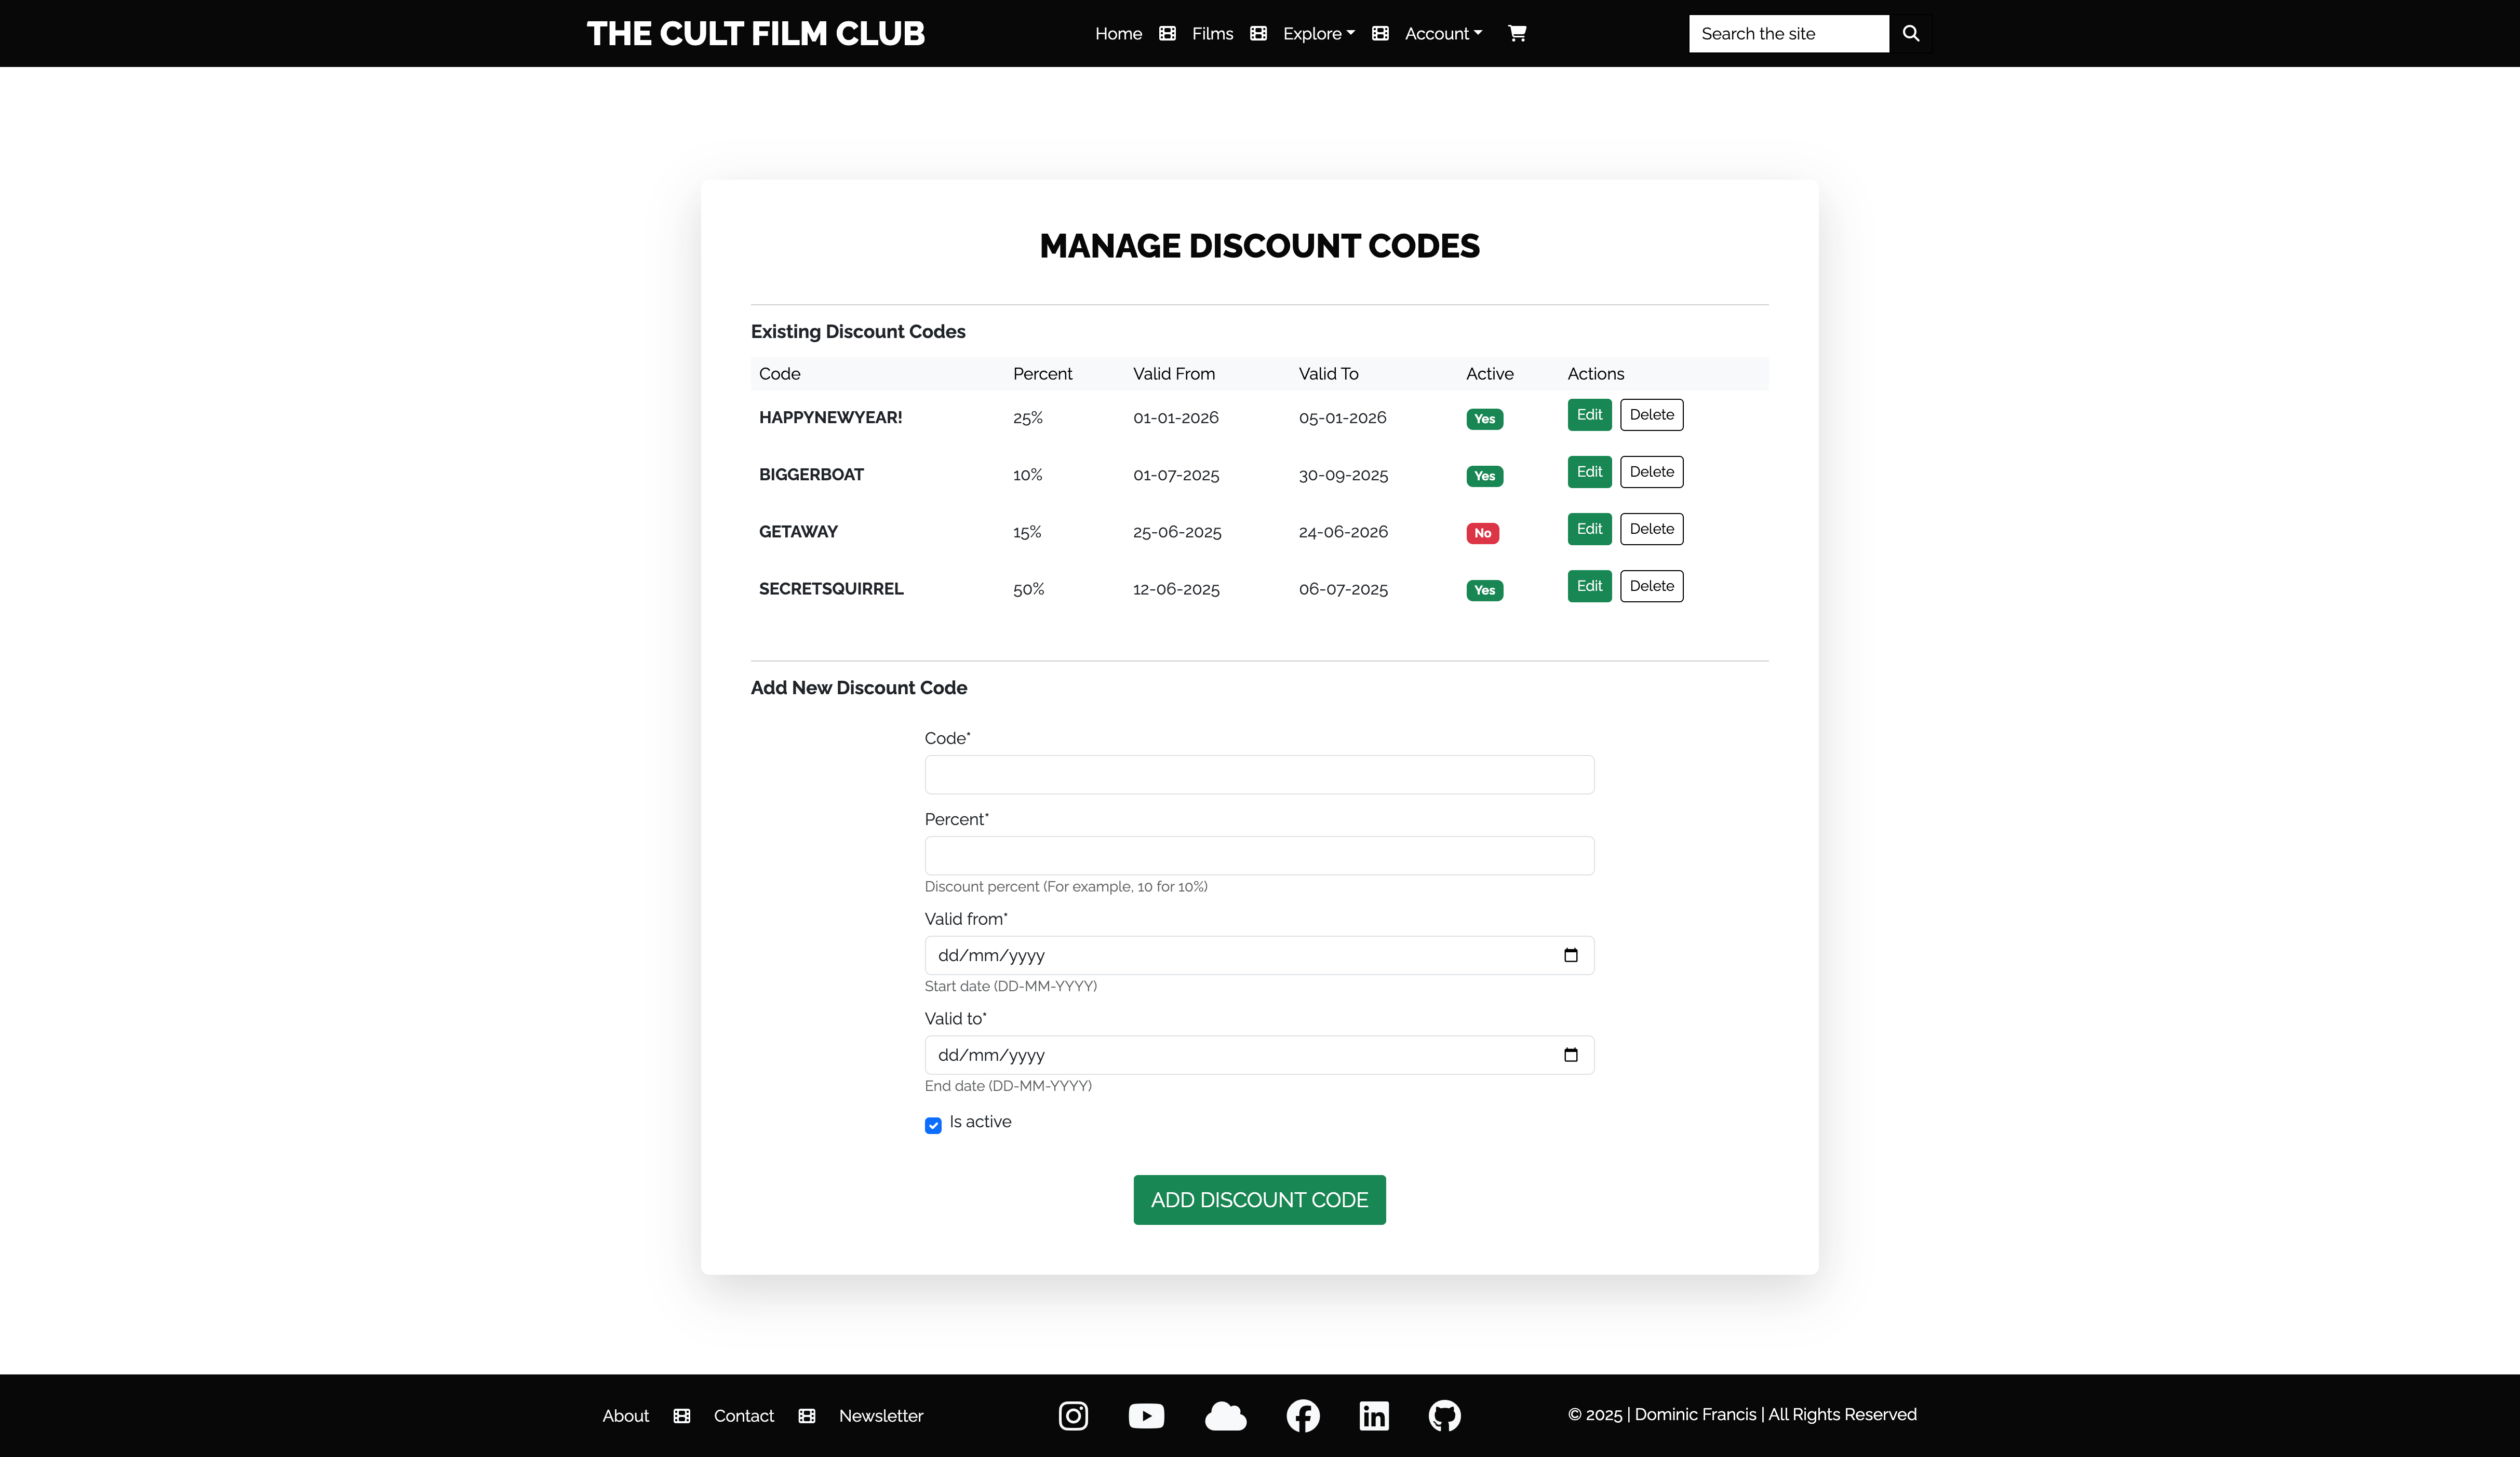 THE CULT FILM CLUB
Home Films Explore Account
Search the site
MANAGE DISCOUNT CODES
Existing Discount Codes
Code Percent Valid From Valid To Active Actions
HAPPYNEWYEAR! 25% 01-01-2026 05-01-2026 Yes Edit Delete
BIGGERBOAT 10% 01-07-2025 30-09-2025 Yes Edit Delete
GETAWAY 15% 25-06-2025 24-06-2026 No Edit Delete
SECRETSQUIRREL 50% 12-06-2025 06-07-2025 Yes Edit Delete
Add New Discount Code
Code*
Percent*
Discount percent (For example, 10 for 10%)
Valid from*
dd/mm/yyyy
Start date (DD-MM-YYYY)
Valid to*
dd/mm/yyyy
End date (DD-MM-YYYY)
Is active
ADD DISCOUNT CODE
About Contact Newsletter
© 2025 | Dominic Francis | All Rights Reserved